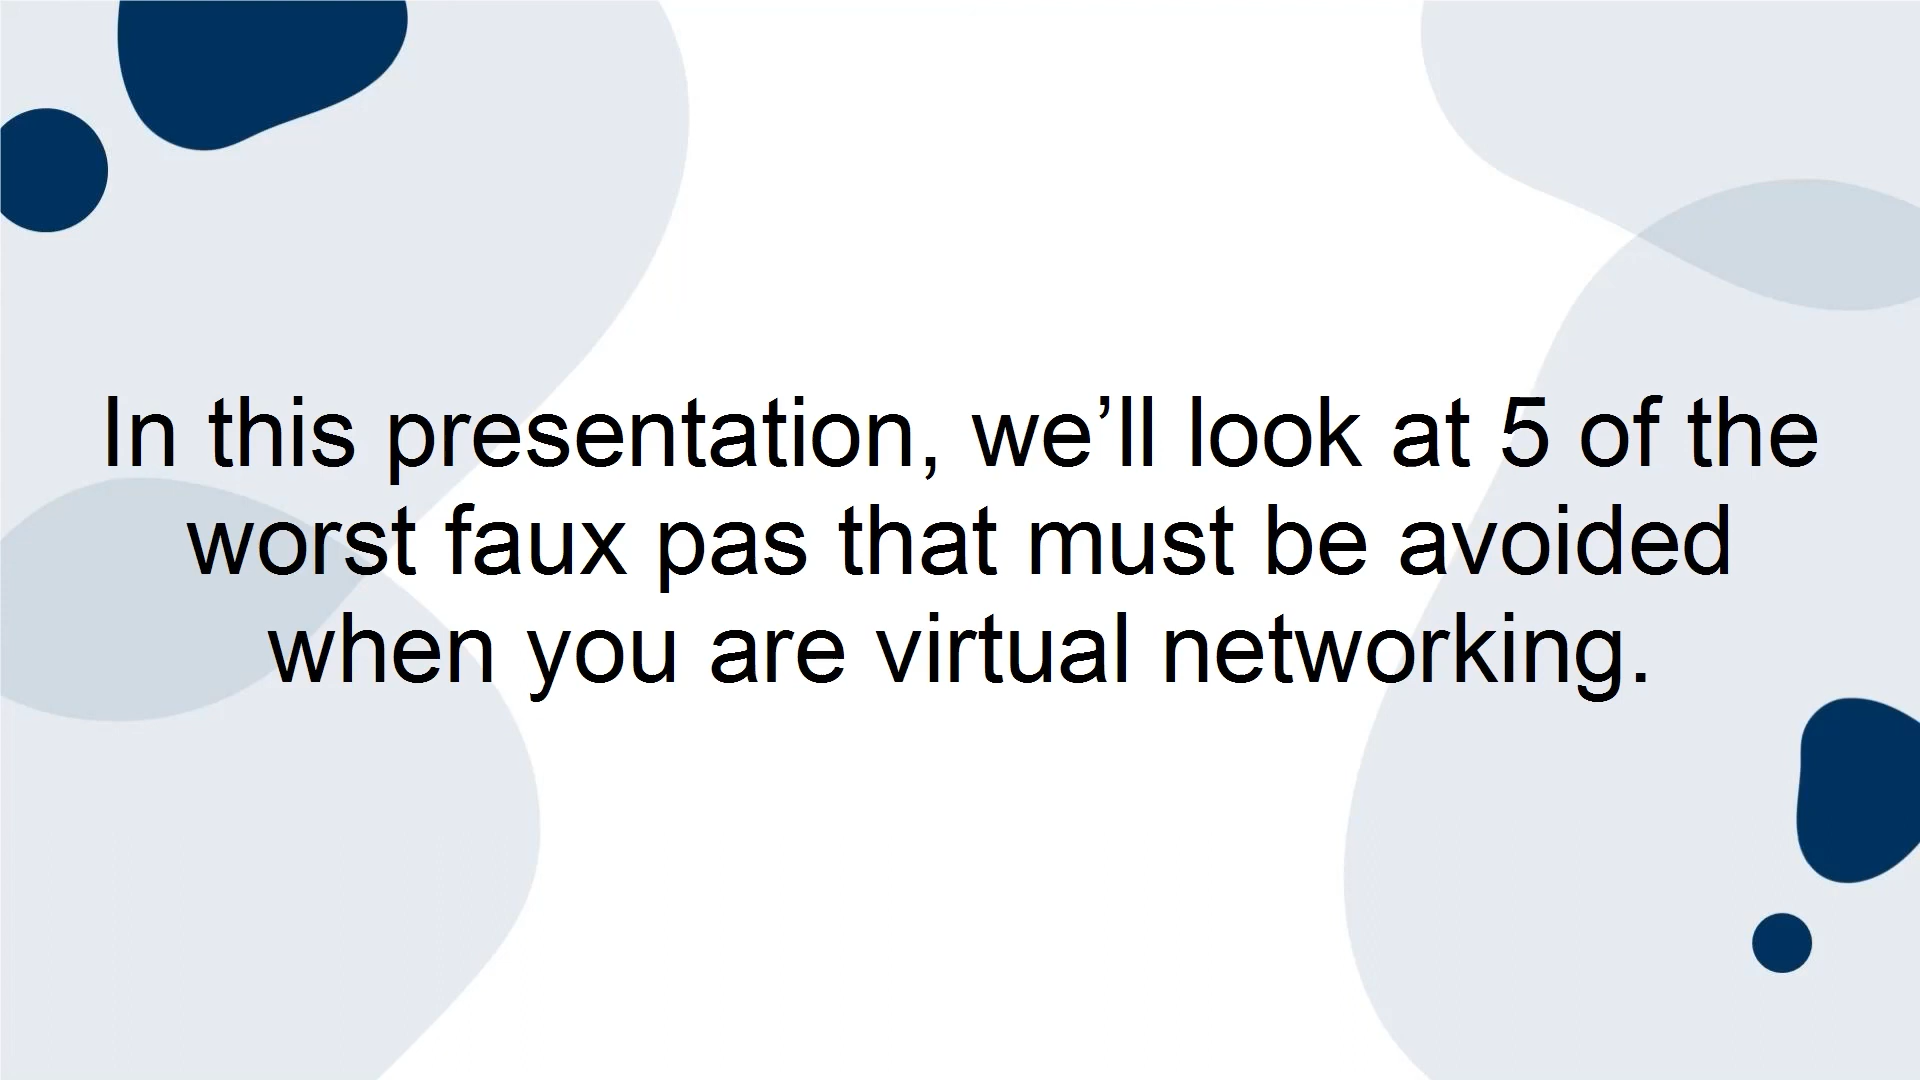 In this presentation, we’ll look at 5 of the
worst faux pas that must be avoided
when you are virtual networking.